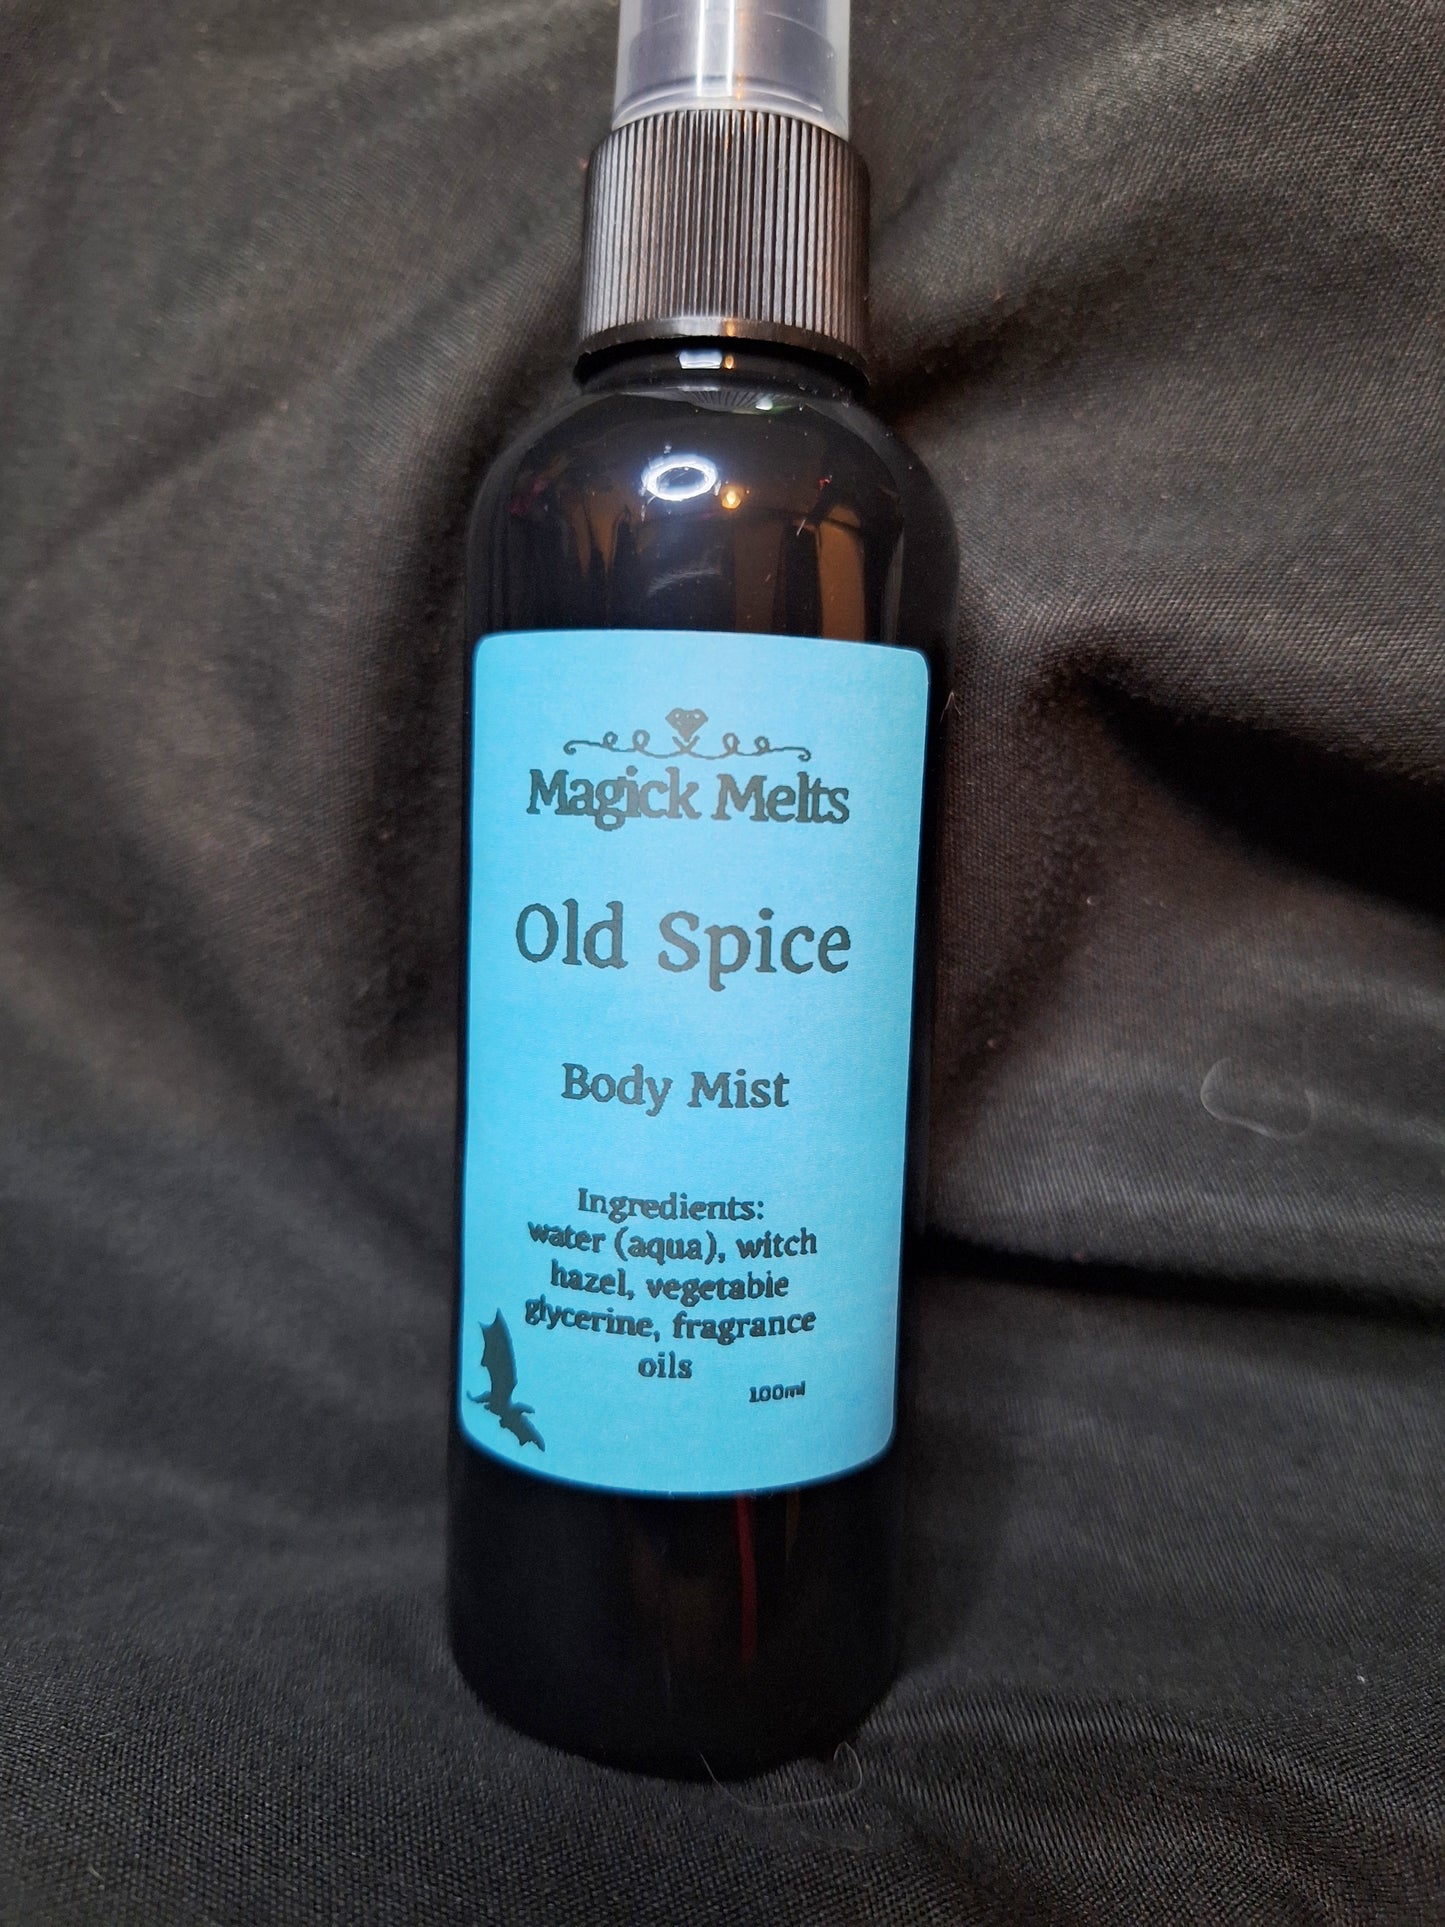 Magick Melts
Old Spice
Body Mist
Ingredients:
water (aqua), witch
hazel, vegetable
glycerine, fragrance
oils
100ml